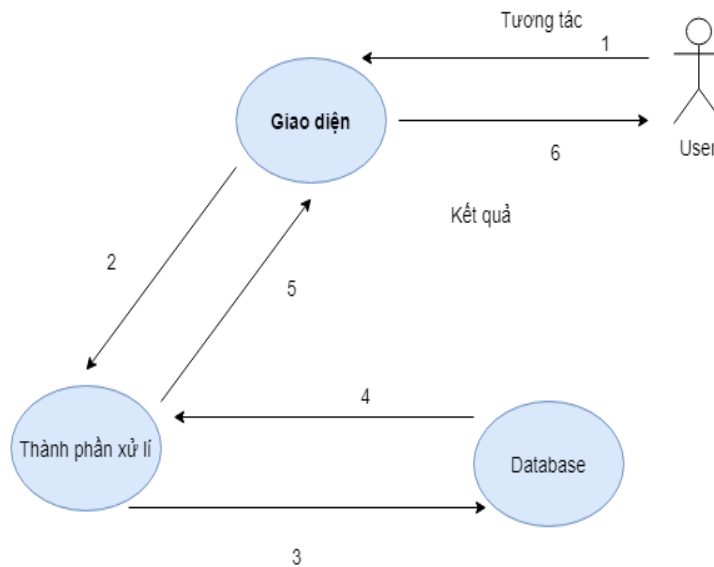 Tương tác
1
Giao diện
6
User
Kết quả
2
5
4
Thành phần xử lí
Database
3